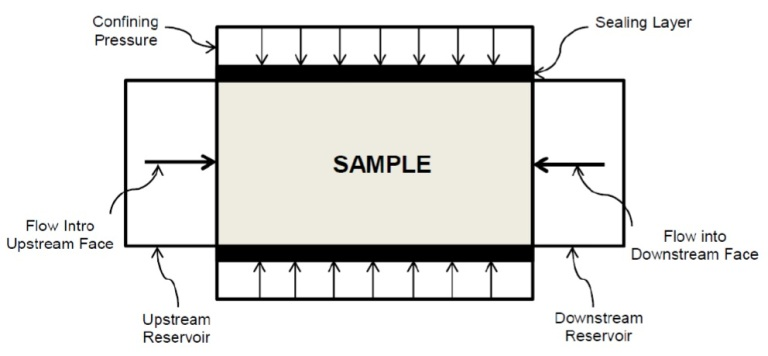 Confining
Pressure
Sealing Layer
SAMPLE
Flow Intro
Upstream Face
Flow into
Downstream Face
Upstream
Reservoir
Downstream
Reservoir